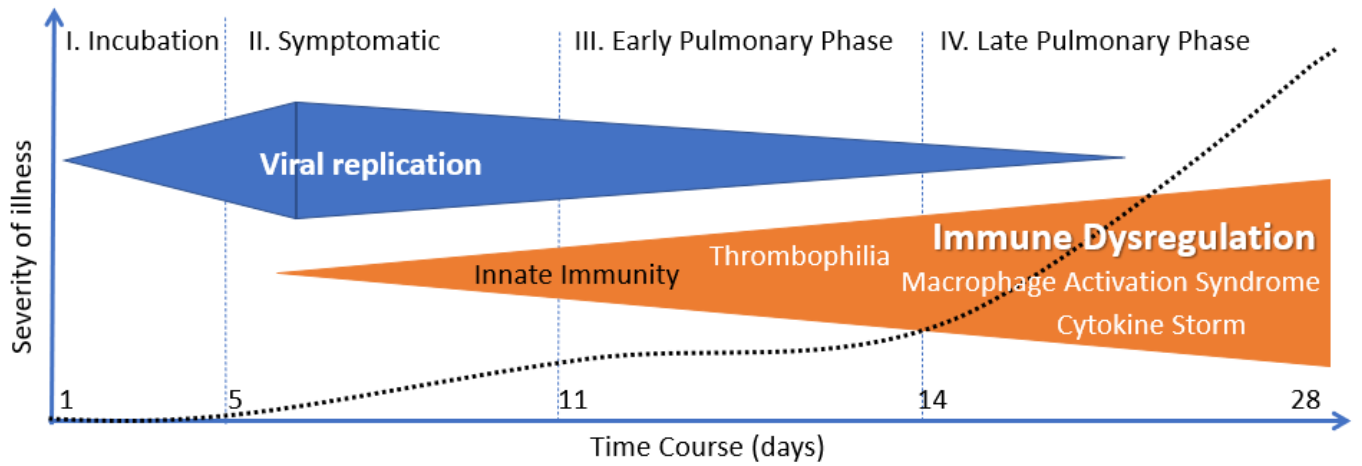 I. Incubation
II. Symptomatic
III. Early Pulmonary Phase
IV. Late Pulmonary Phase
Severity of illness
Viral replication
Immune Dysregulation
Thrombophilia
Innate Immunity
Macrophage Activation Syndrome
Cytokine Storm
1
5
11
14
28
Time Course (days)